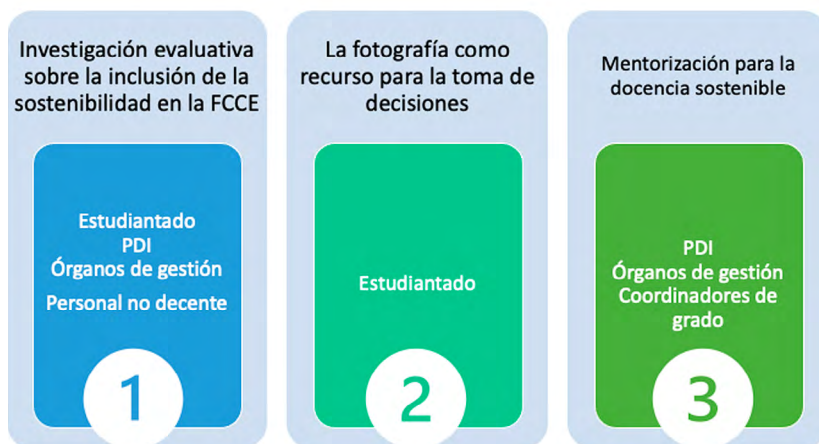 Investigación evaluativa
sobre la inclusión de la
sostenibilidad en la FCCE
Estudiantado
PDI
Órganos de gestión
Personal no decente
1
La fotografía como
recurso para la toma de
decisiones
Estudiantado
2
Mentorización para la
docencia sostenible
PDI
Órganos de gestión
Coordinadores de
grado
3